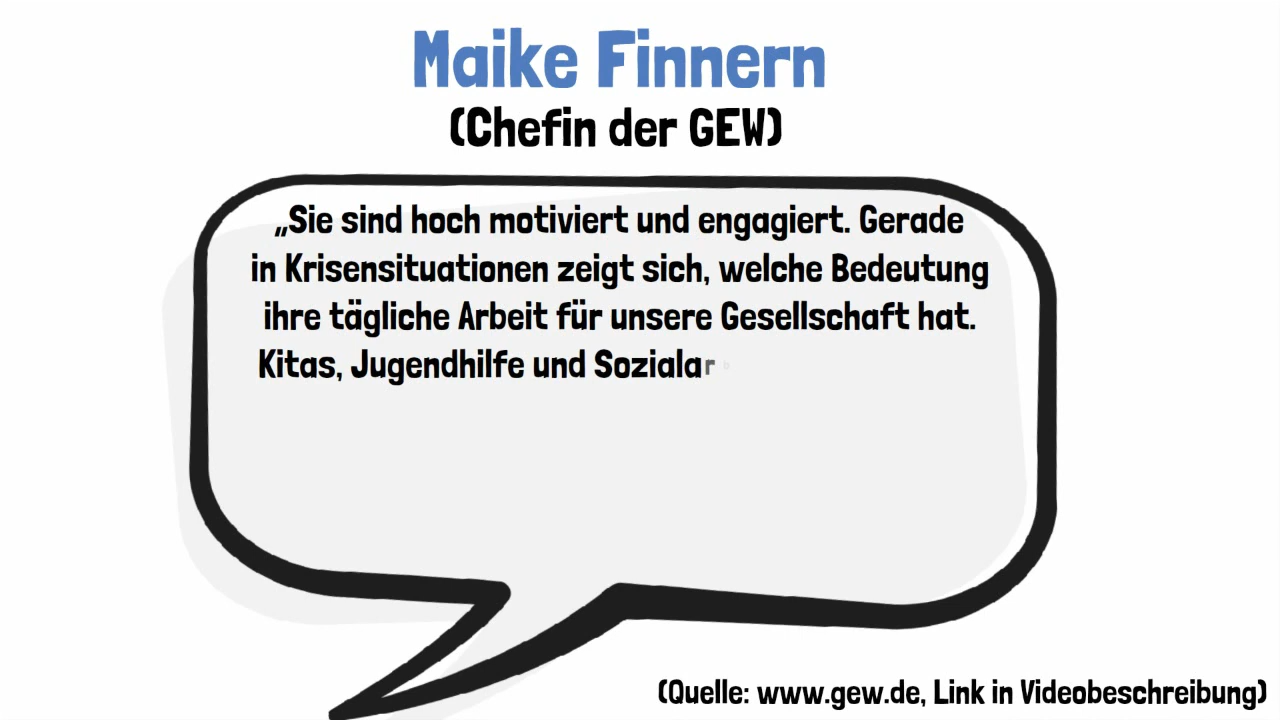 Maike Finnern
(Chefin der GEW)
„Sie sind hoch motiviert und engagiert. Gerade
in Krisensituationen zeigt sich, welche Bedeutung
ihre tägliche Arbeit für unsere Gesellschaft hat.
Kitas, Jugendhilfe und Sozialarb
(Quelle: www.gew.de, Link in Videobeschreibung)